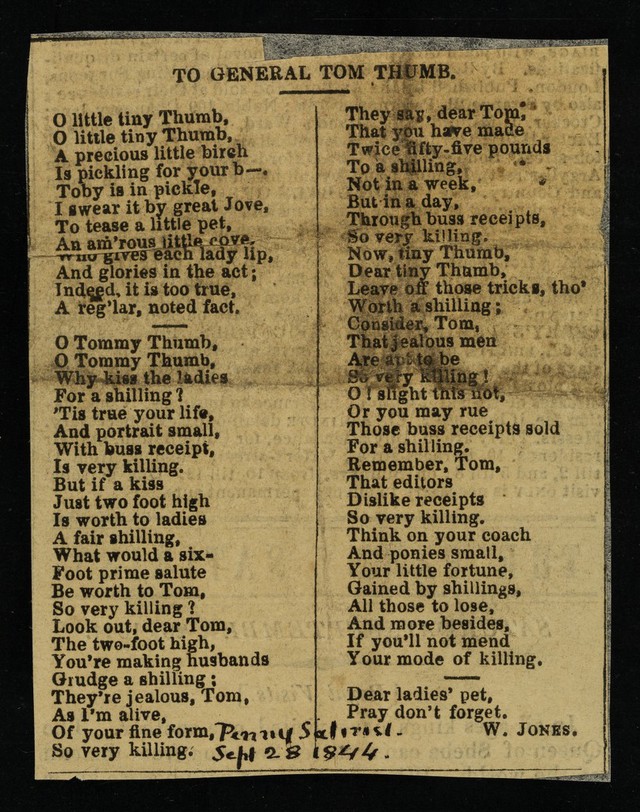 TO GENERAL TOM THUMB.
O little tiny Thumb,
O little tiny Thumb,
A precious little birch
Is pickling for your b—.
Toby is in pickle,
I swear it by great Jove,
To tease a little pet,
An am'rous little cove.
Who gives each lady lip,
And glories in the act;
Indeed, it is too true,
A reg'lar, noted fact.
O Tommy Thumb,
O Tommy Thumb,
Why kiss the ladies
For a shilling?
'Tis true your life,
And portrait small,
With buss receipt,
Is very killing.
But if a kiss
Just two foot high
Is worth to ladies
A fair shilling,
What would a six-
Foot prime salute
Be worth to Tom,
So very killing?
Look out, dear Tom,
The two-foot high,
You're making husbands
Grudge a shilling;
They're jealous, Tom,
As I'm alive,
Of your fine form,
So very killing.
They say, dear Tom,
That you have made
Twice fifty-five pounds
To a shilling,
Not in a week,
But in a day,
Through buss receipts,
So very killing.
Now, tiny Thumb,
Dear tiny Thumb,
Leave off those tricks, tho'
Worth a shilling;
Consider, Tom,
That jealous men
Are apt to be
So very killing!
O! slight this not,
Or you may rue
Those buss receipts sold
For a shilling.
Remember, Tom,
That editors
Dislike receipts
So very killing.
Think on your coach
And ponies small,
Your little fortune,
Gained by shillings,
All those to lose,
And more besides,
If you'll not mend
Your mode of killing.
Dear ladies' pet,
Pray don't forget.
W. JONES.
Penny Satirist.
Sept 28 1844.